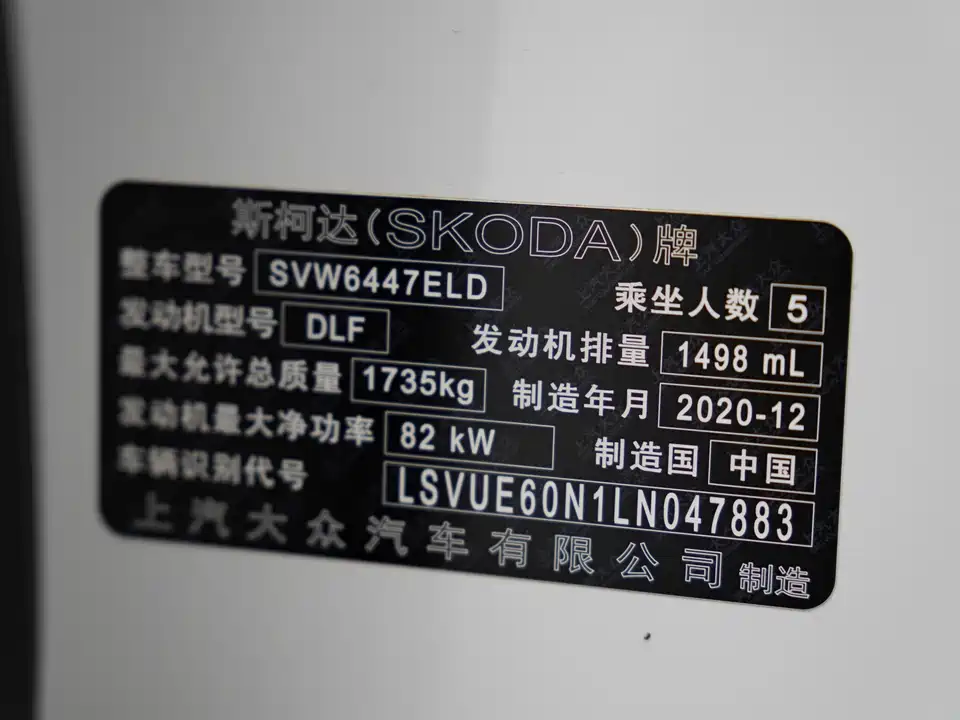 斯柯达(SKODA)牌
整车型号 SVW6447ELD 乘坐人数 5
发动机型号 DLF 发动机排量 1498 mL
最大允许总质量 1735kg 制造年月 2020-12
发动机最大净功率 82 kW 制造国 中国
车辆识别代号 LSVUE60N1LN047883
上汽大众汽车有限公司 制造